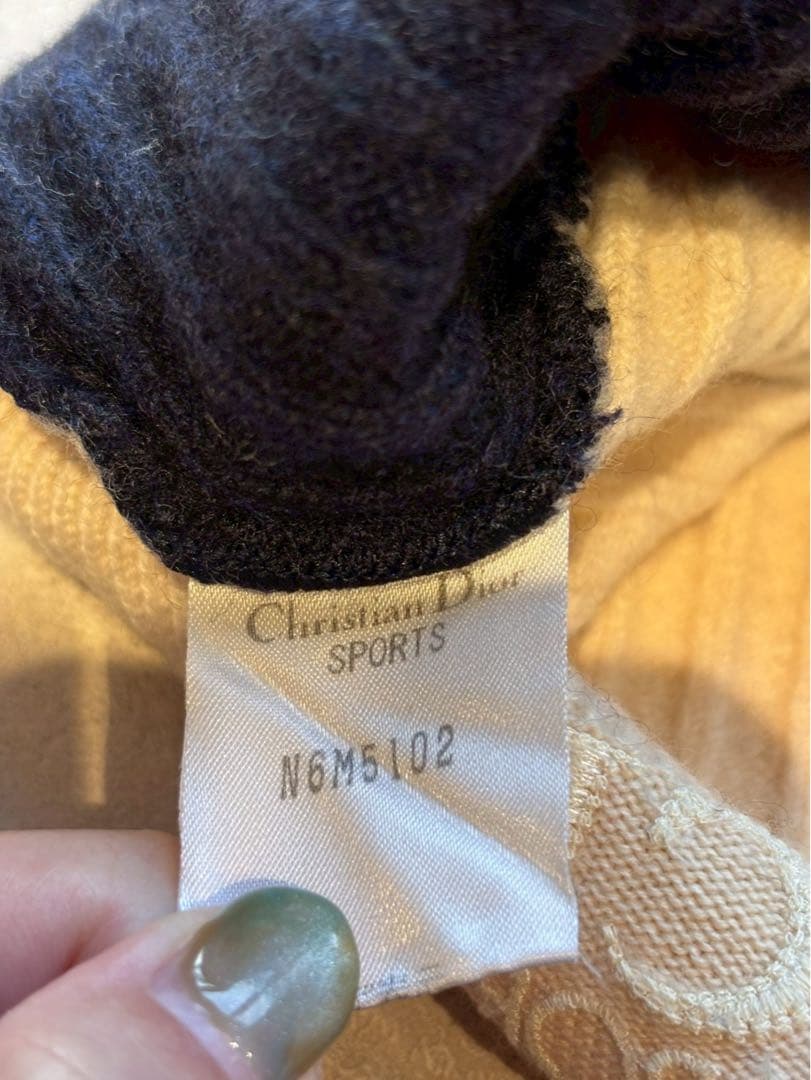 Christian Dior
SPORTS
N6M5102